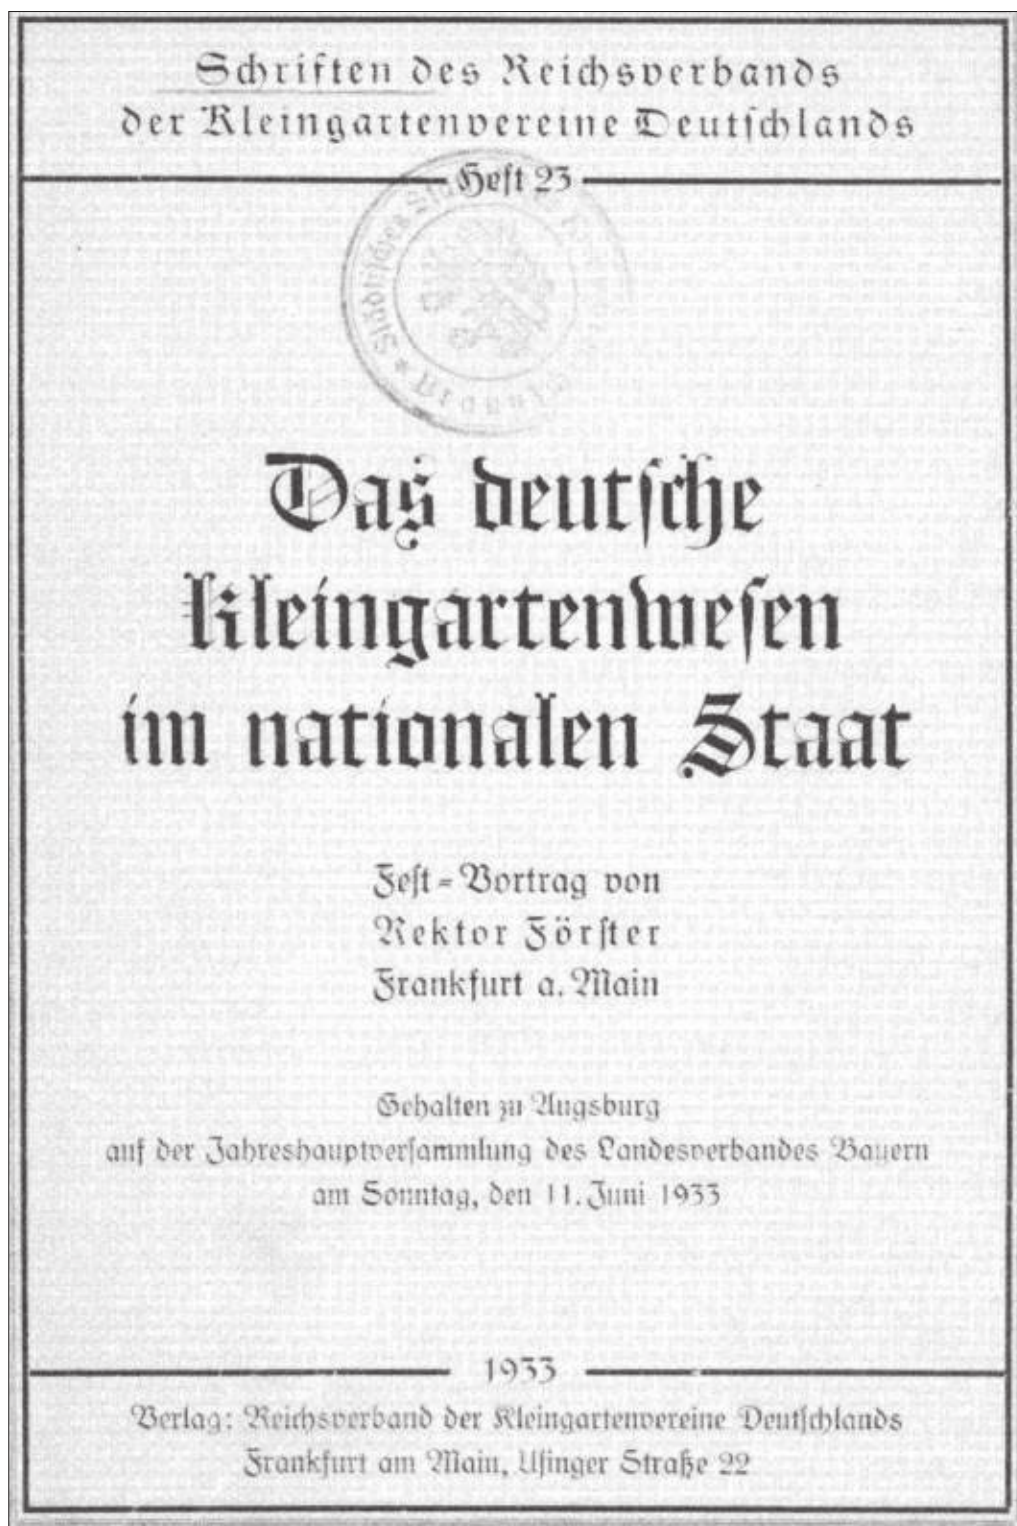 Schriften des Reichsverbands
der Kleingartenvereine Deutschlands
Heft 23
Städtisches
Das deutsche
Kleingartenwesen
im nationalen Staat
Fest-Vortrag von
Rektor Förster
Frankfurt a. Main
Gehalten zu Augsburg
auf der Jahreshauptversammlung des Landesverbandes Bayern
am Sonntag, den 11. Juni 1933
1933
Verlag: Reichsverband der Kleingartenvereine Deutschlands
Frankfurt am Main, Usinger Straße 22